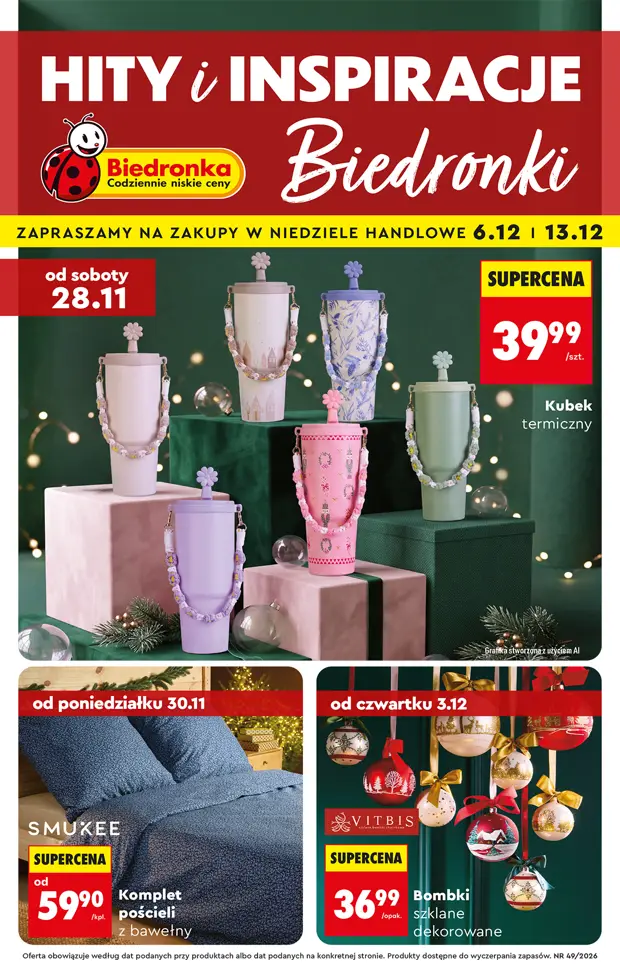 HITY i INSPIRACJE
Biedronki
Biedronka
Codziennie niskie ceny
ZAPRASZAMY NA ZAKUPY W NIEDZIELE HANDLOWE 6.12 I 13.12
od soboty
28.11
SUPERCENA
39 99
/szt.
Kubek
termiczny
Grafika stworzona z użyciem AI
od poniedziałku 30.11
SMUKEE
SUPERCENA
od
59 90
/kpl.
Komplet
pościeli
z bawełny
od czwartku 3.12
VITBIS
SUPERCENA
36 99
/opak.
Bombki
szklane
dekorowane
Oferta obowiązuje według dat podanych przy produktach albo dat podanych na konkretnej stronie. Produkty dostępne do wyczerpania zapasów. NR 49/2026